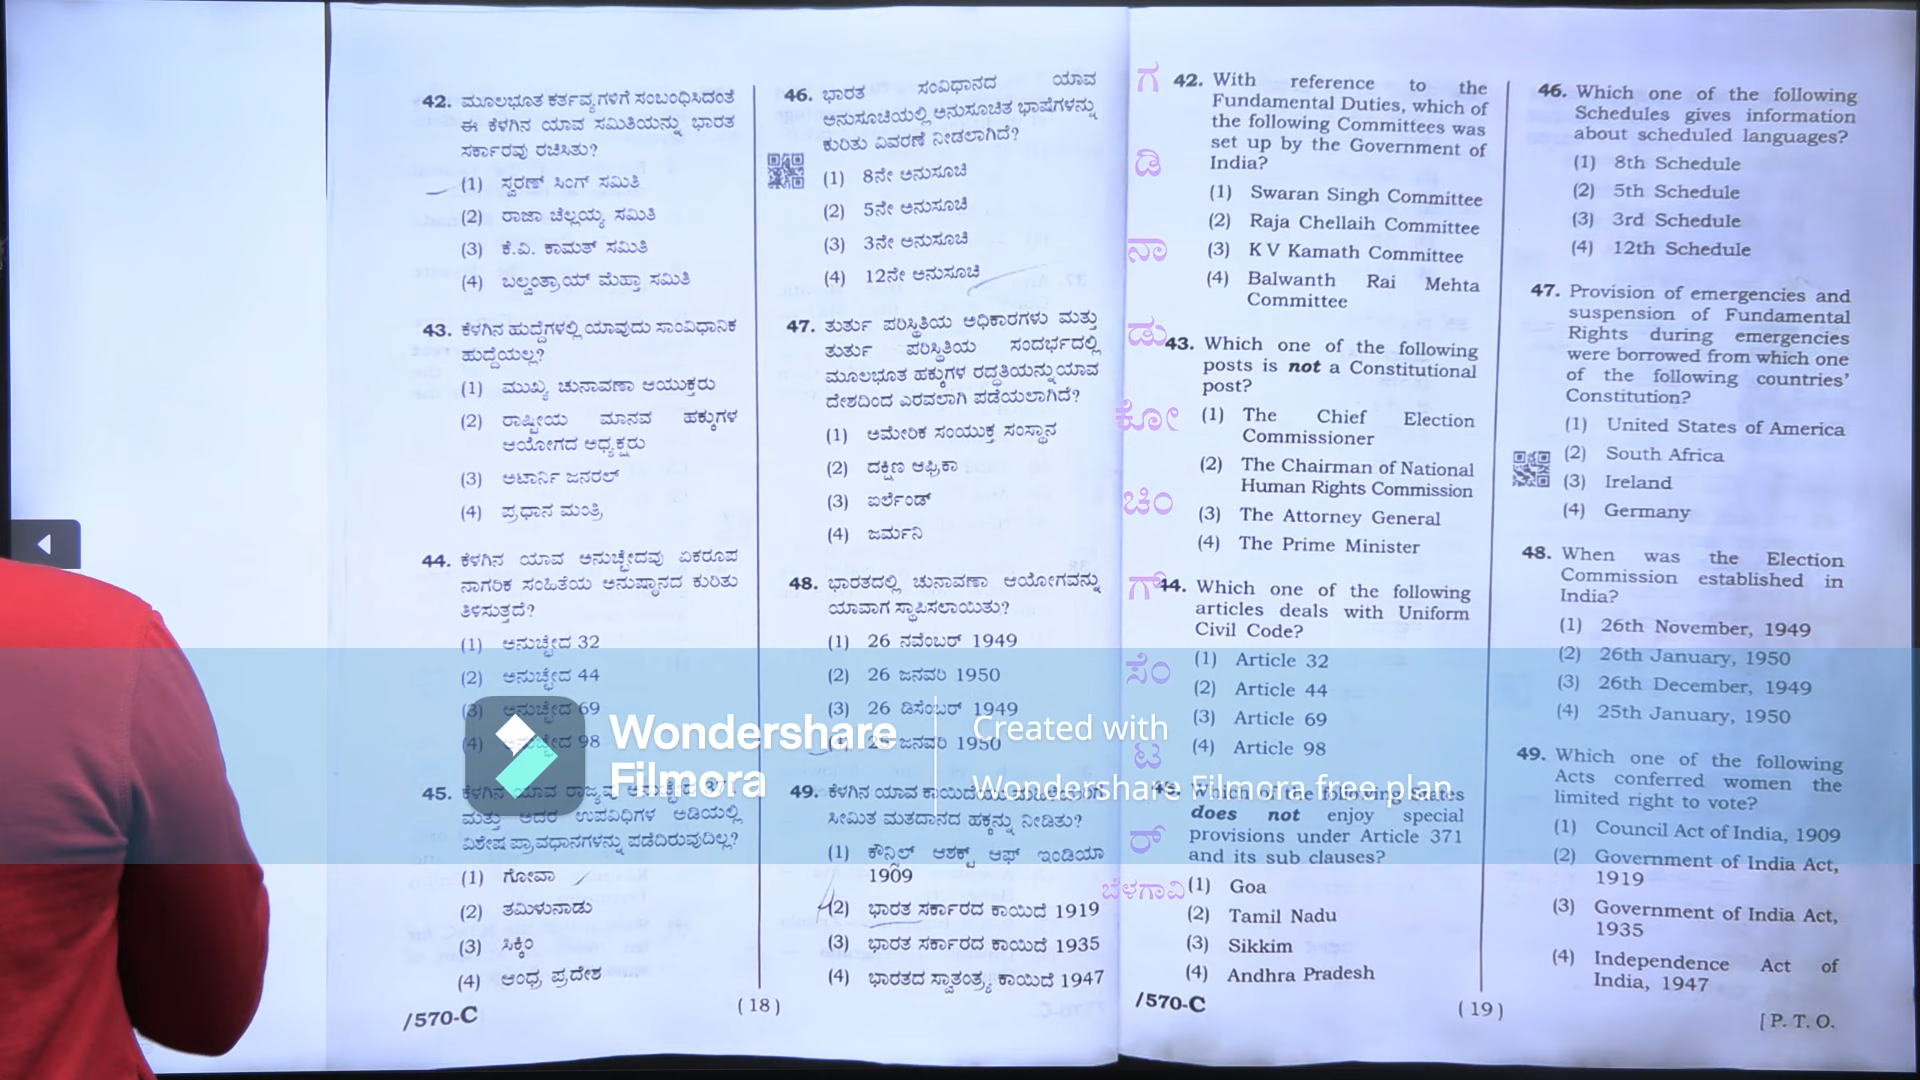 42. ಮೂಲಭೂತ ಕರ್ತವ್ಯಗಳಿಗೆ ಸಂಬಂಧಿಸಿದಂತೆ
ಈ ಕೆಳಗಿನ ಯಾವ ಸಮಿತಿಯನ್ನು ಭಾರತ
ಸರ್ಕಾರವು ರಚಿಸಿತು?
(1) ಸ್ವರಣ್ ಸಿಂಗ್ ಸಮಿತಿ
(2) ರಾಜಾ ಚೆಲ್ಲಯ್ಯ ಸಮಿತಿ
(3) ಕೆ.ವಿ. ಕಾಮತ್ ಸಮಿತಿ
(4) ಬಲ್ವಂತ್ರಾಯ್ ಮೆಹ್ತಾ ಸಮಿತಿ
43. ಕೆಳಗಿನ ಹುದ್ದೆಗಳಲ್ಲಿ ಯಾವುದು ಸಾಂವಿಧಾನಿಕ
ಹುದ್ದೆಯಲ್ಲ?
(1) ಮುಖ್ಯ ಚುನಾವಣಾ ಆಯುಕ್ತರು
(2) ರಾಷ್ಟ್ರೀಯ ಮಾನವ ಹಕ್ಕುಗಳ
ಆಯೋಗದ ಅಧ್ಯಕ್ಷರು
(3) ಅಟಾರ್ನಿ ಜನರಲ್
(4) ಪ್ರಧಾನ ಮಂತ್ರಿ
44. ಕೆಳಗಿನ ಯಾವ ಅನುಚ್ಛೇದವು ಏಕರೂಪ
ನಾಗರಿಕ ಸಂಹಿತೆಯ ಅನುಷ್ಠಾನದ ಕುರಿತು
ತಿಳಿಸುತ್ತದೆ?
(1) ಅನುಚ್ಛೇದ 32
(2) ಅನುಚ್ಛೇದ 44
(3) ಅನುಚ್ಛೇದ 69
(4) ಅನುಚ್ಛೇದ 98
45. ಕೆಳಗಿನ ಯಾವ ರಾಜ್ಯವು ಅನುಚ್ಛೇದ 371
ಮತ್ತು ಅದರ ಉಪವಿಧಿಗಳ ಅಡಿಯಲ್ಲಿ
ವಿಶೇಷ ಪ್ರಾವಧಾನಗಳನ್ನು ಪಡೆದಿರುವುದಿಲ್ಲ?
(1) ಗೋವಾ
(2) ತಮಿಳುನಾಡು
(3) ಸಿಕ್ಕಿಂ
(4) ಆಂಧ್ರ ಪ್ರದೇಶ
/570-C
46. ಭಾರತ ಸಂವಿಧಾನದ ಯಾವ
ಅನುಸೂಚಿಯಲ್ಲಿ ಅನುಸೂಚಿತ ಭಾಷೆಗಳನ್ನು
ಕುರಿತು ವಿವರಣೆ ನೀಡಲಾಗಿದೆ?
(1) 8ನೇ ಅನುಸೂಚಿ
(2) 5ನೇ ಅನುಸೂಚಿ
(3) 3ನೇ ಅನುಸೂಚಿ
(4) 12ನೇ ಅನುಸೂಚಿ
47. ತುರ್ತು ಪರಿಸ್ಥಿತಿಯ ಅಧಿಕಾರಗಳು ಮತ್ತು
ತುರ್ತು ಪರಿಸ್ಥಿತಿಯ ಸಂದರ್ಭದಲ್ಲಿ
ಮೂಲಭೂತ ಹಕ್ಕುಗಳ ರದ್ಧತಿಯನ್ನು ಯಾವ
ದೇಶದಿಂದ ಎರವಲಾಗಿ ಪಡೆಯಲಾಗಿದೆ?
(1) ಅಮೇರಿಕ ಸಂಯುಕ್ತ ಸಂಸ್ಥಾನ
(2) ದಕ್ಷಿಣ ಆಫ್ರಿಕಾ
(3) ಐರ್ಲೆಂಡ್
(4) ಜರ್ಮನಿ
48. ಭಾರತದಲ್ಲಿ ಚುನಾವಣಾ ಆಯೋಗವನ್ನು
ಯಾವಾಗ ಸ್ಥಾಪಿಸಲಾಯಿತು?
(1) 26 ನವೆಂಬರ್ 1949
(2) 26 ಜನವರಿ 1950
(3) 26 ಡಿಸೆಂಬರ್ 1949
(4) 25 ಜನವರಿ 1950
49. ಕೆಳಗಿನ ಯಾವ ಕಾಯಿದೆಯು ಮಹಿಳೆಯರಿಗೆ
ಸೀಮಿತ ಮತದಾನದ ಹಕ್ಕನ್ನು ನೀಡಿತು?
(1) ಕೌನ್ಸಿಲ್ ಆಕ್ಟ್ ಆಫ್ ಇಂಡಿಯಾ
1909
(2) ಭಾರತ ಸರ್ಕಾರದ ಕಾಯಿದೆ 1919
(3) ಭಾರತ ಸರ್ಕಾರದ ಕಾಯಿದೆ 1935
(4) ಭಾರತದ ಸ್ವಾತಂತ್ರ್ಯ ಕಾಯಿದೆ 1947
( 18 )
ಗ
ಡಿ
ನಾ
ಡು
ಕೋ
ಚಿಂ
ಗ್
ಸೆಂ
ಟ
ರ್
ಬೆಳಗಾವಿ
42. With reference to the
Fundamental Duties, which of
the following Committees was
set up by the Government of
India?
(1) Swaran Singh Committee
(2) Raja Chellaih Committee
(3) K V Kamath Committee
(4) Balwanth Rai Mehta
Committee
43. Which one of the following
posts is not a Constitutional
post?
(1) The Chief Election
Commissioner
(2) The Chairman of National
Human Rights Commission
(3) The Attorney General
(4) The Prime Minister
44. Which one of the following
articles deals with Uniform
Civil Code?
(1) Article 32
(2) Article 44
(3) Article 69
(4) Article 98
45. Which of the following States
does not enjoy special
provisions under Article 371
and its sub clauses?
(1) Goa
(2) Tamil Nadu
(3) Sikkim
(4) Andhra Pradesh
/570-C
46. Which one of the following
Schedules gives information
about scheduled languages?
(1) 8th Schedule
(2) 5th Schedule
(3) 3rd Schedule
(4) 12th Schedule
47. Provision of emergencies and
suspension of Fundamental
Rights during emergencies
were borrowed from which one
of the following countries'
Constitution?
(1) United States of America
(2) South Africa
(3) Ireland
(4) Germany
48. When was the Election
Commission established in
India?
(1) 26th November, 1949
(2) 26th January, 1950
(3) 26th December, 1949
(4) 25th January, 1950
49. Which one of the following
Acts conferred women the
limited right to vote?
(1) Council Act of India, 1909
(2) Government of India Act,
1919
(3) Government of India Act,
1935
(4) Independence Act of
India, 1947
( 19 )
[ P. T. O.
Wondershare
Filmora
Created with
Wondershare Filmora free plan